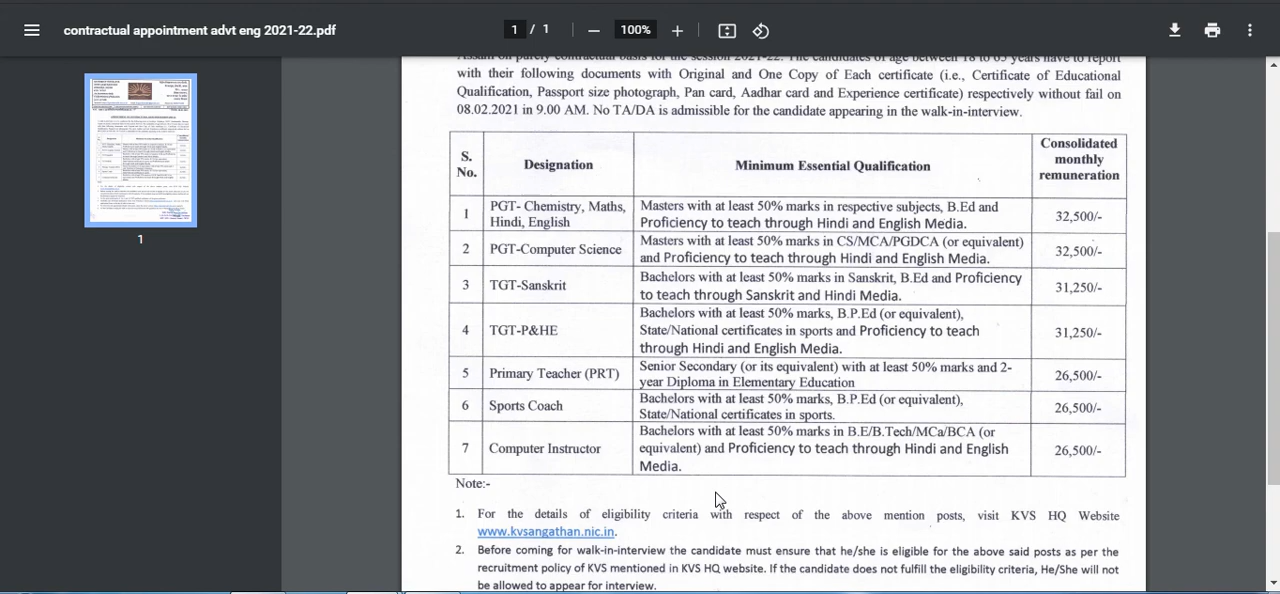 contractual appointment advt eng 2021-22.pdf
1 / 1
100%
1
with their following documents with Original and One Copy of Each certificate (i.e., Certificate of Educational
Qualification, passport size photograph, Pan card, Aadhar card and Experience certificate) respectively without fail on
08.02.2021. No TA/DA is admissible to the candidate appearing in the walk-in-interview.
S. No. Designation Minimum Essential Qualification Consolidated monthly remuneration
1 PGT- Chemistry, Maths, Hindi, English Masters with at least 50% marks in respective subjects, B.Ed and Proficiency to teach through Hindi and English Media. 32,500/-
2 PGT-Computer Science Masters with at least 50% marks in CS/MCA/PGDCA (or equivalent) and Proficiency to teach through Hindi and English Media. 32,500/-
3 TGT-Sanskrit Bachelors with at least 50% marks in Sanskrit, B.Ed and Proficiency to teach through Sanskrit and Hindi Media. 31,250/-
4 TGT-P&HE Bachelors with at least 50% marks, B.P.Ed (or equivalent), State/National certificates in sports and Proficiency to teach through Hindi and English Media. 31,250/-
5 Primary Teacher (PRT) Senior Secondary (or its equivalent) with at least 50% marks and 2-year Diploma in Elementary Education 26,500/-
6 Sports Coach Bachelors with at least 50% marks, B.P.Ed (or equivalent), State/National certificates in sports. 26,500/-
7 Computer Instructor Bachelors with at least 50% marks in B.E/B.Tech/MCa/BCA (or equivalent) and Proficiency to teach through Hindi and English Media. 26,500/-
Note:-
1. For the details of eligibility criteria with respect of the above mention posts, visit KVS HQ Website
www.kvsangathan.nic.in.
2. Before coming for walk-in-interview the candidate must ensure that he/she is eligible for the above said posts as per the
recruitment policy of KVS mentioned in KVS HQ website. If the candidate does not fulfill the eligibility criteria, He/She will not
be allowed to appear for interview.